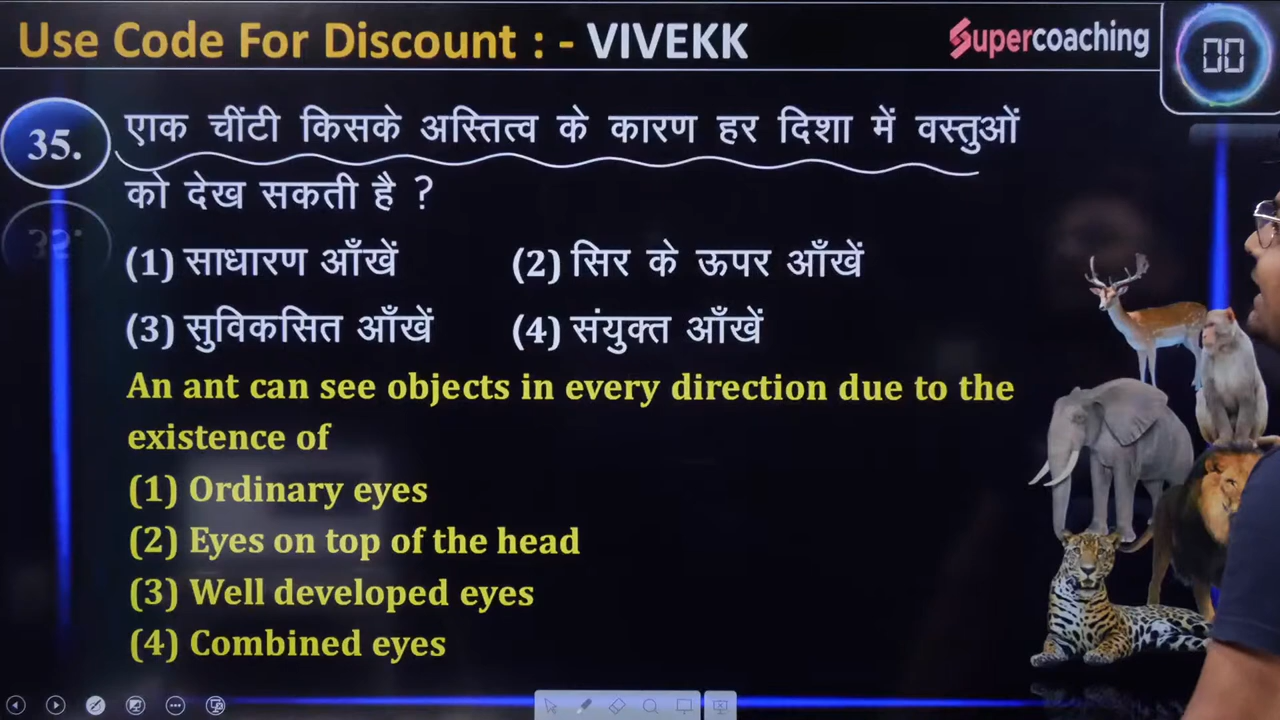 Use Code For Discount : - VIVEKK
Supercoaching
00
35.
एाक चींटी किसके अस्तित्व के कारण हर दिशा में वस्तुओं
को देख सकती है ?
(1) साधारण आँखें (2) सिर के ऊपर आँखें
(3) सुविकसित आँखें (4) संयुक्त आँखें
An ant can see objects in every direction due to the
existence of
(1) Ordinary eyes
(2) Eyes on top of the head
(3) Well developed eyes
(4) Combined eyes